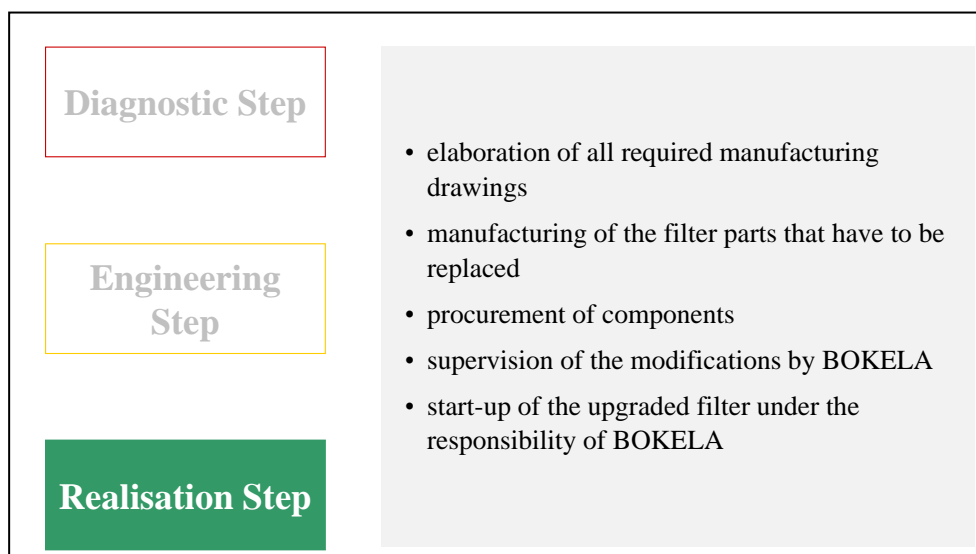 Diagnostic Step
Engineering
Step
Realisation Step
• elaboration of all required manufacturing
drawings
• manufacturing of the filter parts that have to be
replaced
• procurement of components
• supervision of the modifications by BOKELA
• start-up of the upgraded filter under the
responsibility of BOKELA